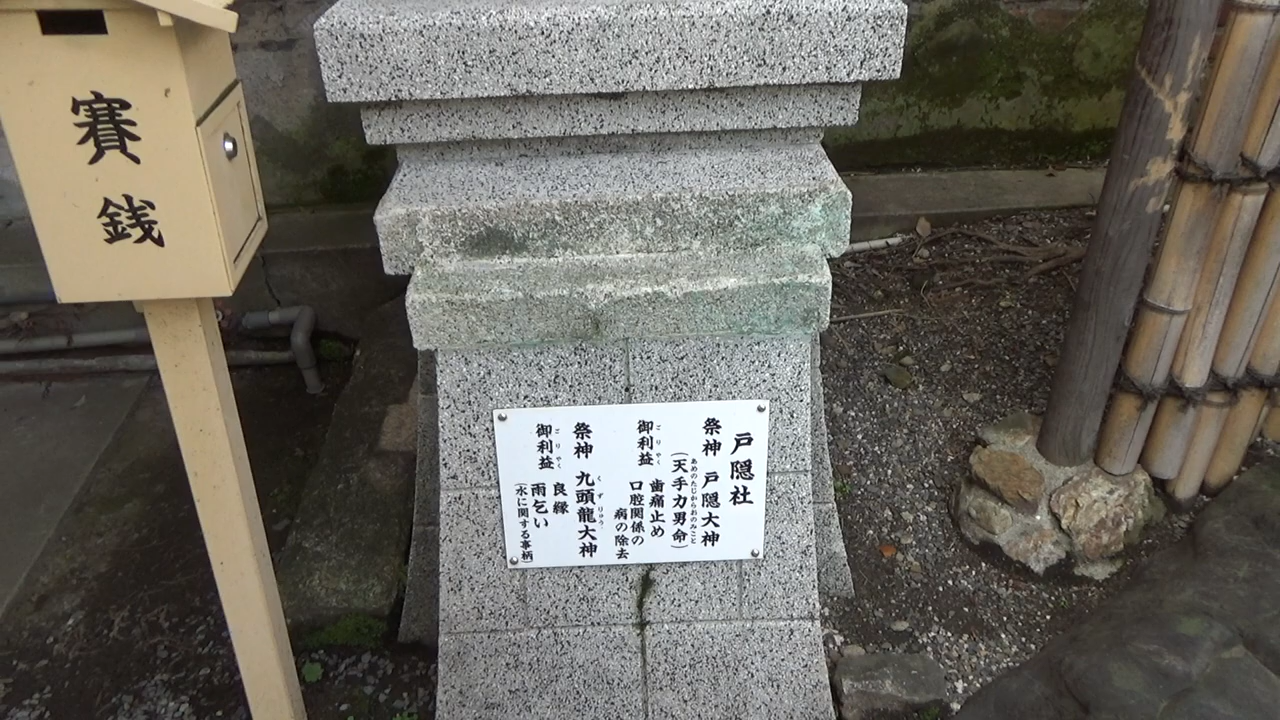 賽銭
戸隠社
祭神 戸隠大神
あめのたぢからおのみこと
(天手力男命)
ごりやく
御利益 歯痛止め
口腔関係の
病の除去
くずりゅう
祭神 九頭龍大神
ごりやく
御利益 良縁
雨乞い
(水に関する事柄)